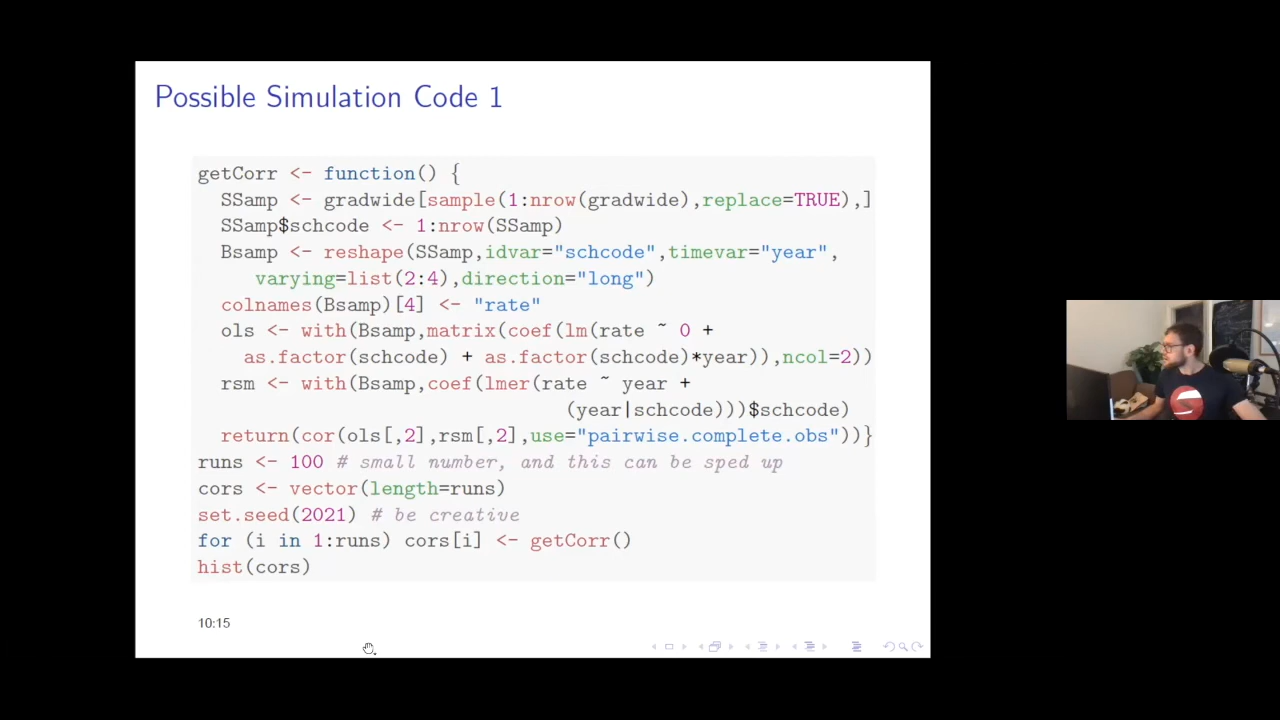 Possible Simulation Code 1
getCorr <- function() {
SSamp <- gradwide[sample(1:nrow(gradwide),replace=TRUE),]
SSamp$schcode <- 1:nrow(SSamp)
Bsamp <- reshape(SSamp,idvar="schcode",timevar="year",
varying=list(2:4),direction="long")
colnames(Bsamp)[4] <- "rate"
ols <- with(Bsamp,matrix(coef(lm(rate ~ 0 +
as.factor(schcode) + as.factor(schcode)*year)),ncol=2))
rsm <- with(Bsamp,coef(lmer(rate ~ year +
(year|schcode)))$schcode)
return(cor(ols[,2],rsm[,2],use="pairwise.complete.obs"))}
runs <- 100 # small number, and this can be sped up
cors <- vector(length=runs)
set.seed(2021) # be creative
for (i in 1:runs) cors[i] <- getCorr()
hist(cors)
10:15